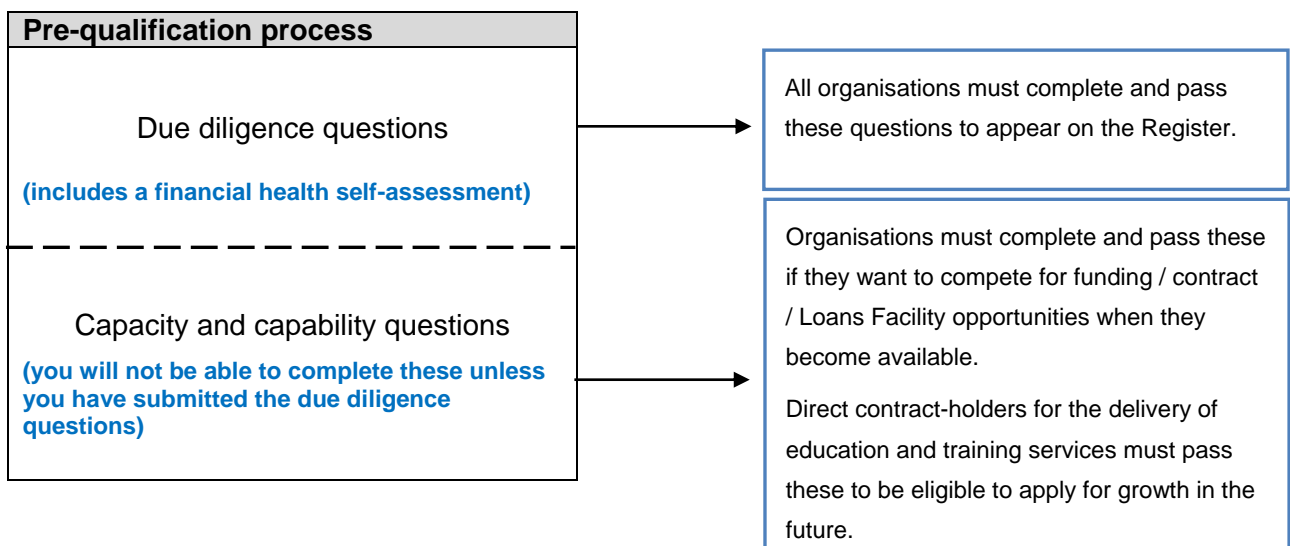 Pre-qualification process
Due diligence questions
(includes a financial health self-assessment)
Capacity and capability questions
(you will not be able to complete these unless
you have submitted the due diligence
questions)
All organisations must complete and pass
these questions to appear on the Register.
Organisations must complete and pass these
if they want to compete for funding / contract
/ Loans Facility opportunities when they
become available.
Direct contract-holders for the delivery of
education and training services must pass
these to be eligible to apply for growth in the
future.